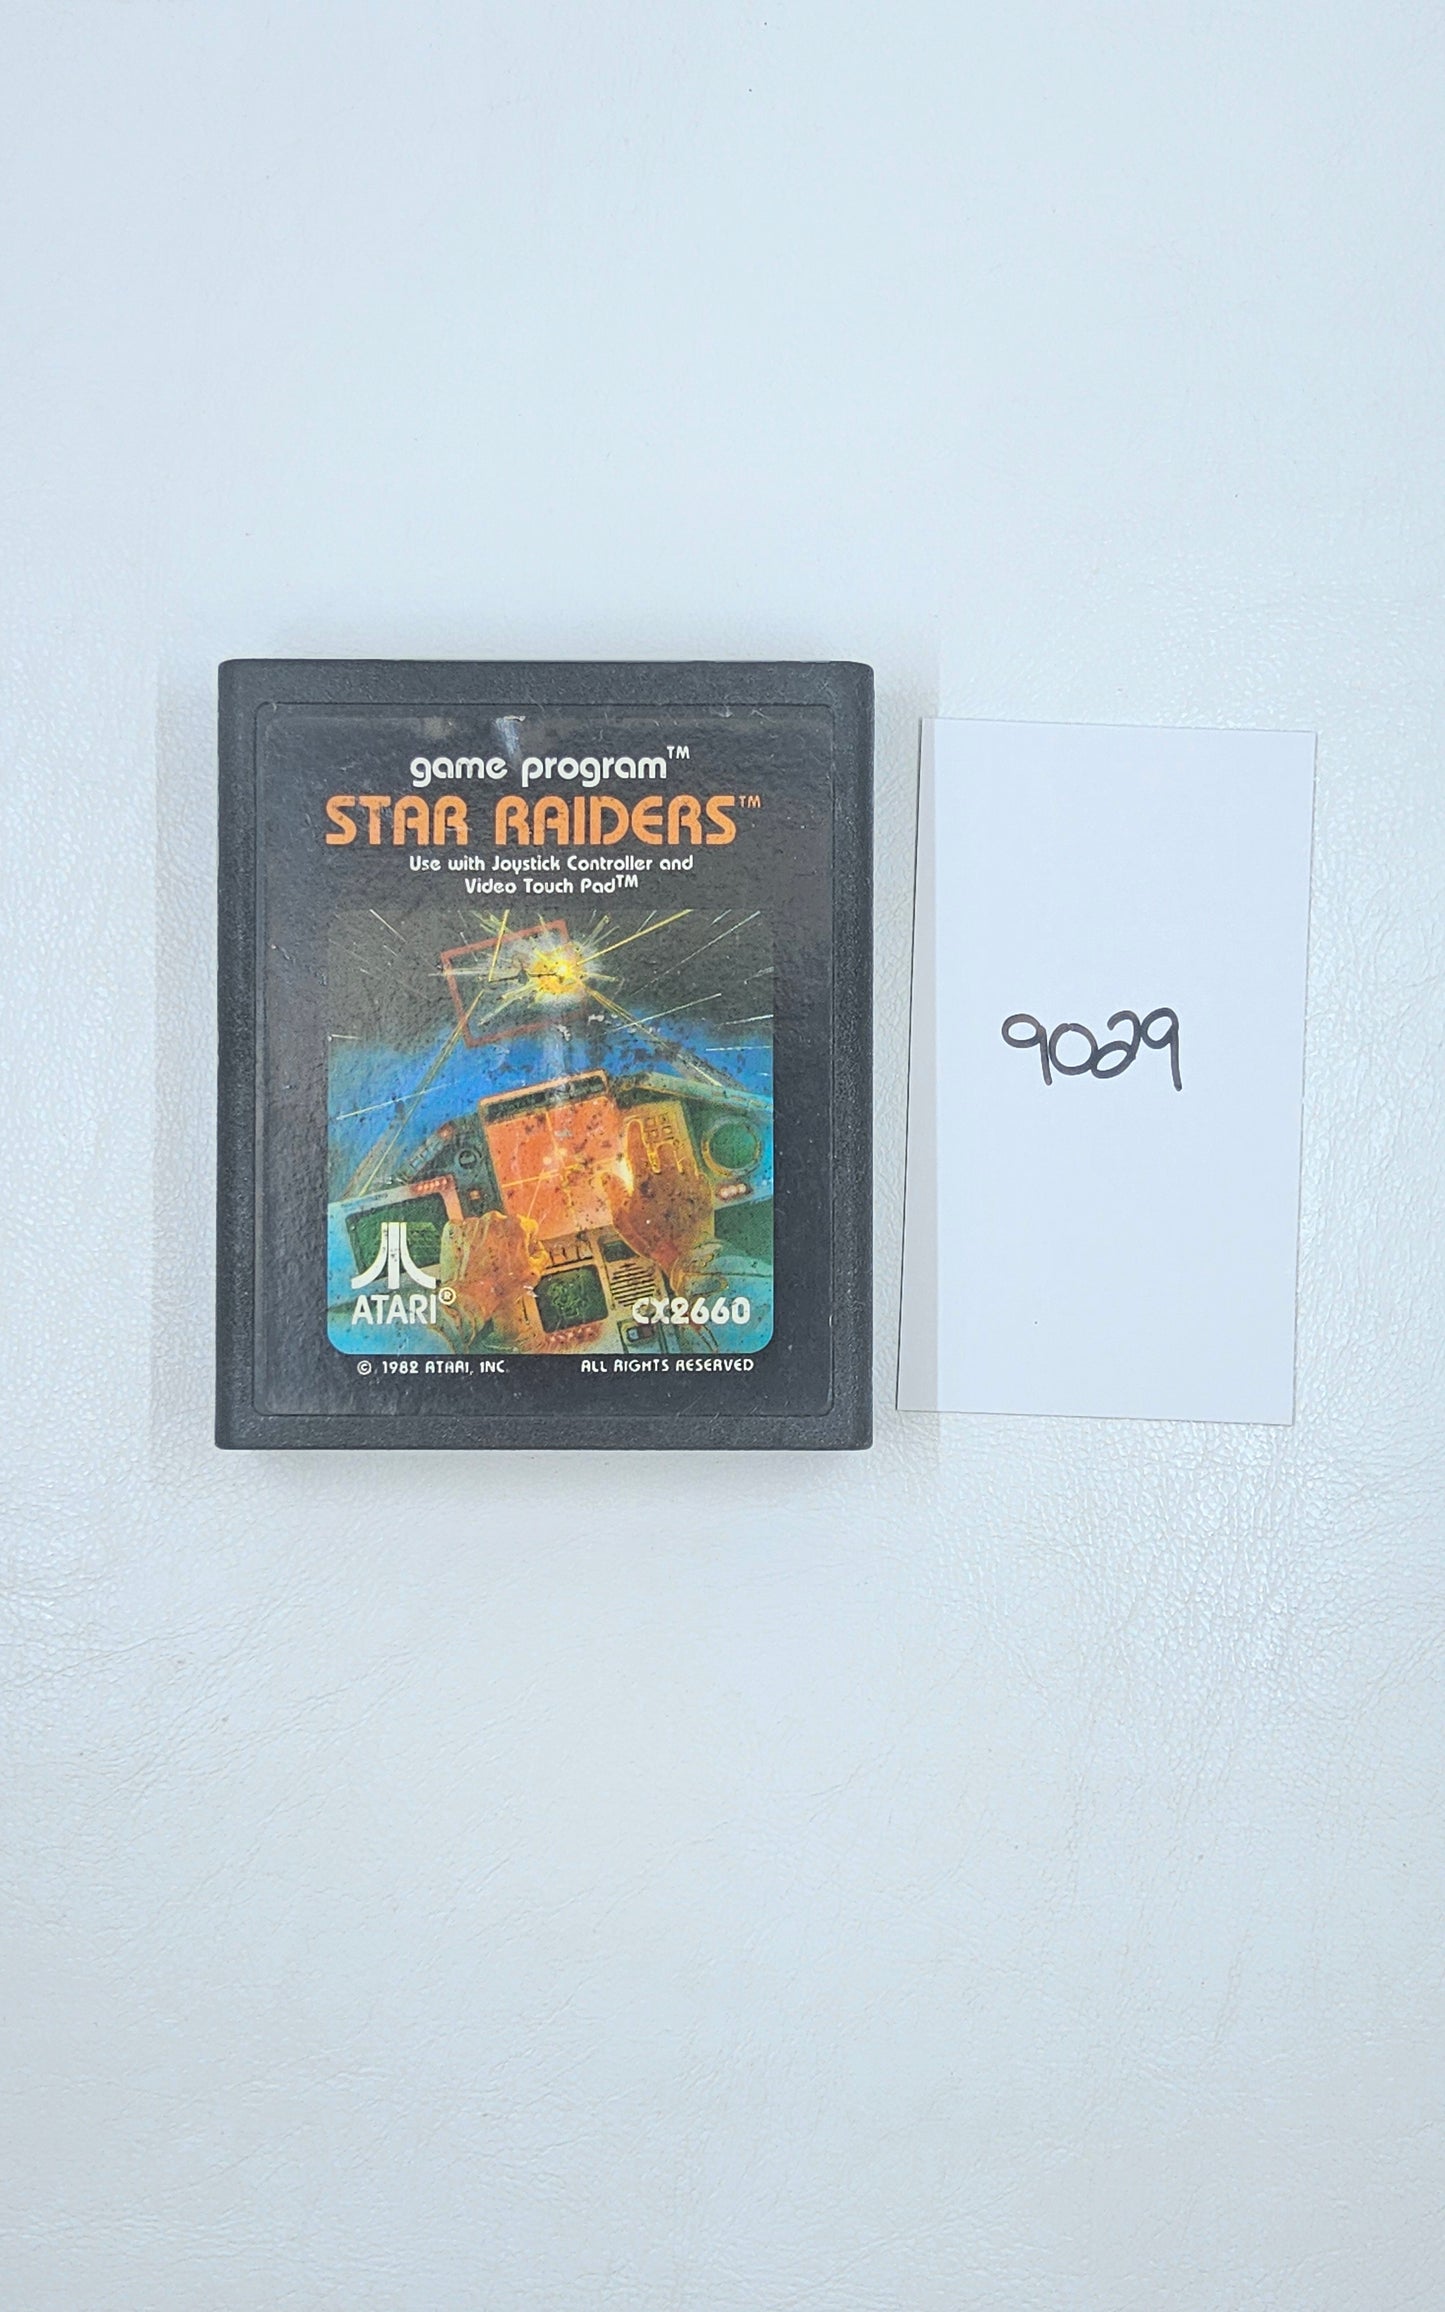 game program™
STAR RAIDERS™
Use with Joystick Controller and
Video Touch Pad™
ATARI®
CX2660
© 1982 ATARI, INC.
ALL RIGHTS RESERVED
9029